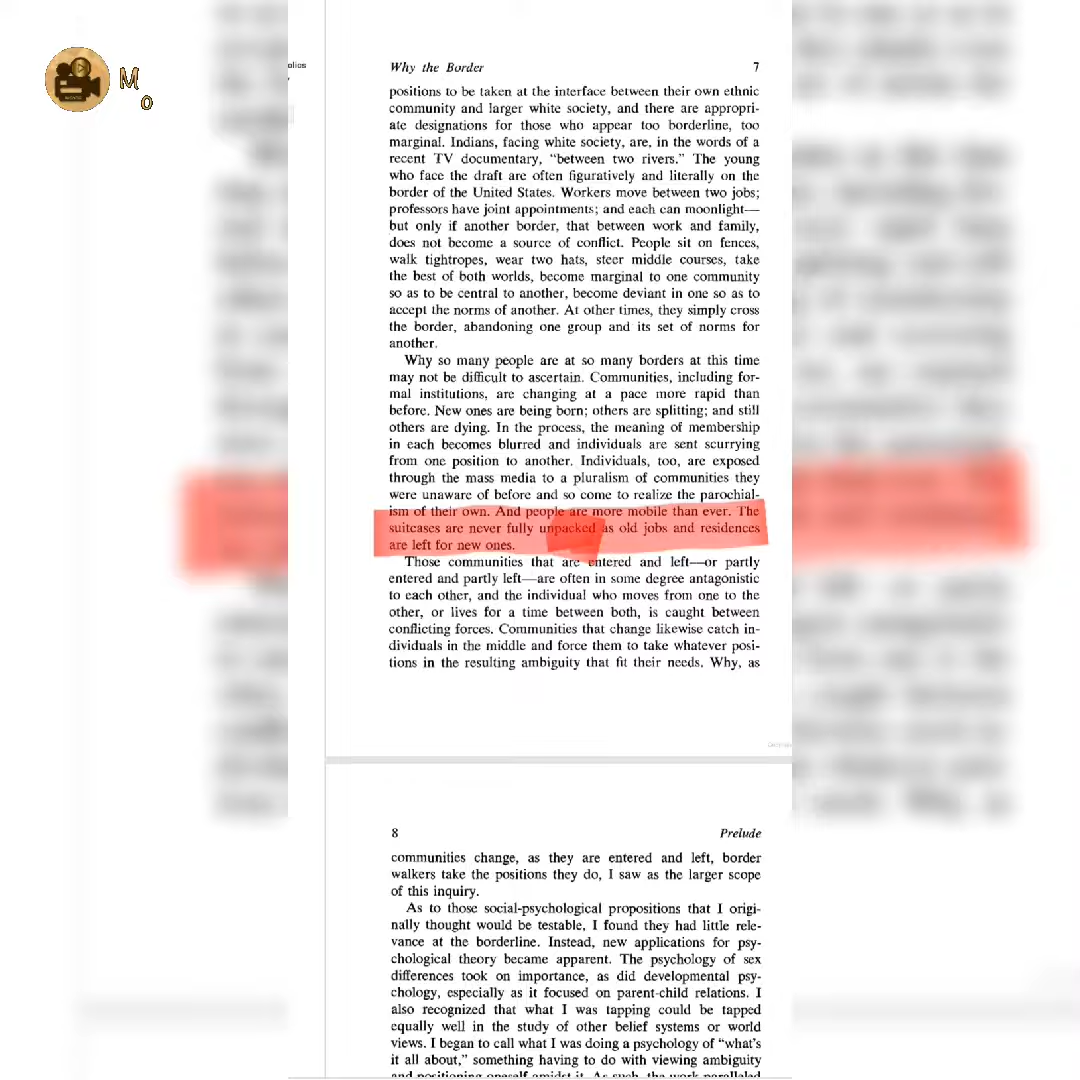 M
o
olics
Why the Border 7
positions to be taken at the interface between their own ethnic
community and larger white society, and there are appropri-
ate designations for those who appear too borderline, too
marginal. Indians, facing white society, are, in the words of a
recent TV documentary, “between two rivers.” The young
who face the draft are often figuratively and literally on the
border of the United States. Workers move between two jobs;
professors have joint appointments; and each can moonlight—
but only if another border, that between work and family,
does not become a source of conflict. People sit on fences,
walk tightropes, wear two hats, steer middle courses, take
the best of both worlds, become marginal to one community
so as to be central to another, become deviant in one so as to
accept the norms of another. At other times, they simply cross
the border, abandoning one group and its set of norms for
another.
Why so many people are at so many borders at this time
may not be difficult to ascertain. Communities, including for-
mal institutions, are changing at a pace more rapid than
before. New ones are being born; others are splitting; and still
others are dying. In the process, the meaning of membership
in each becomes blurred and individuals are sent scurrying
from one position to another. Individuals, too, are exposed
through the mass media to a pluralism of communities they
were unaware of before and so come to realize the parochial-
ism of their own. And people are more mobile than ever. The
suitcases are never fully unpacked as old jobs and residences
are left for new ones.
Those communities that are entered and left—or partly
entered and partly left—are often in some degree antagonistic
to each other, and the individual who moves from one to the
other, or lives for a time between both, is caught between
conflicting forces. Communities that change likewise catch in-
dividuals in the middle and force them to take whatever posi-
tions in the resulting ambiguity that fit their needs. Why, as
8 Prelude
communities change, as they are entered and left, border
walkers take the positions they do, I saw as the larger scope
of this inquiry.
As to those social-psychological propositions that I origi-
nally thought would be testable, I found they had little rele-
vance at the borderline. Instead, new applications for psy-
chological theory became apparent. The psychology of sex
differences took on importance, as did developmental psy-
chology, especially as it focused on parent-child relations. I
also recognized that what I was tapping could be tapped
equally well in the study of other belief systems or world
views. I began to call what I was doing a psychology of “what's
it all about,” something having to do with viewing ambiguity
and positioning oneself amidst it. As such, the work paralleled